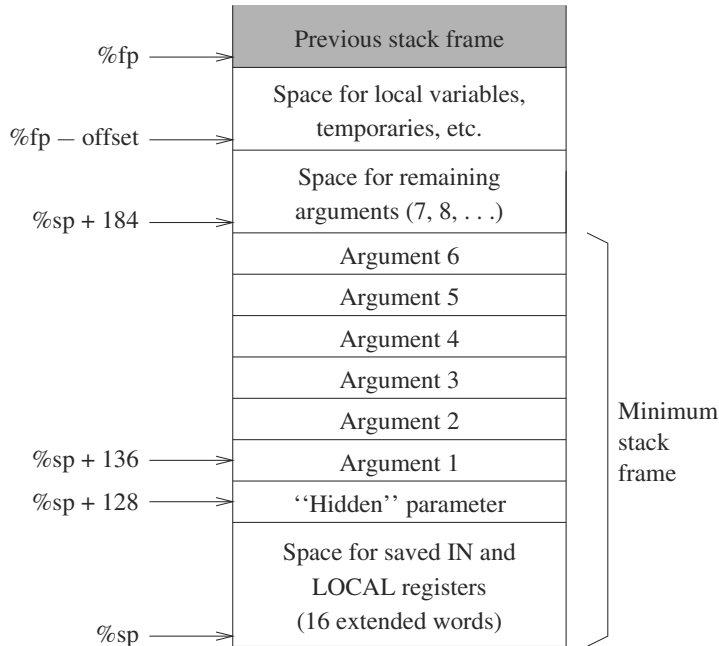 Previous stack frame
%fp
Space for local variables,
temporaries, etc.
%fp — offset
Space for remaining
arguments (7, 8, . . .)
%sp + 184
Argument 6
Argument 5
Argument 4
Argument 3
Argument 2
%sp + 136
Argument 1
%sp + 128
‘‘Hidden’’ parameter
Space for saved IN and
LOCAL registers
(16 extended words)
%sp
Minimum
stack
frame